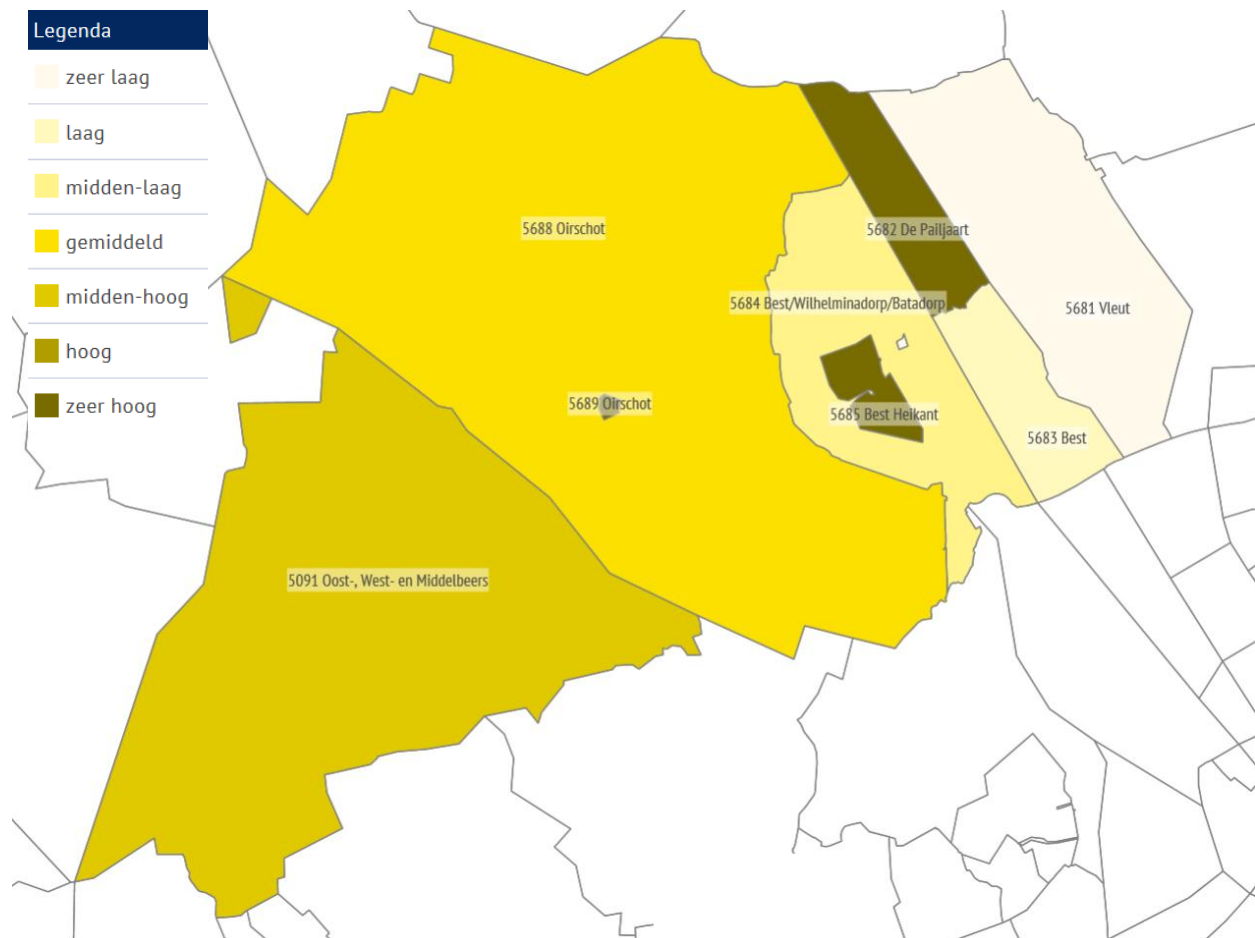 Legenda
zeer laag
laag
midden-laag
gemiddeld
midden-hoog
hoog
zeer hoog
5688 Oirschot
5682 De Pailjaart
5684 Best/Wilhelminadorp/Batadorp
5681 Vleut
5689 Oirschot
5685 Best Heikant
5683 Best
5091 Oost-, West- en Middelbeers